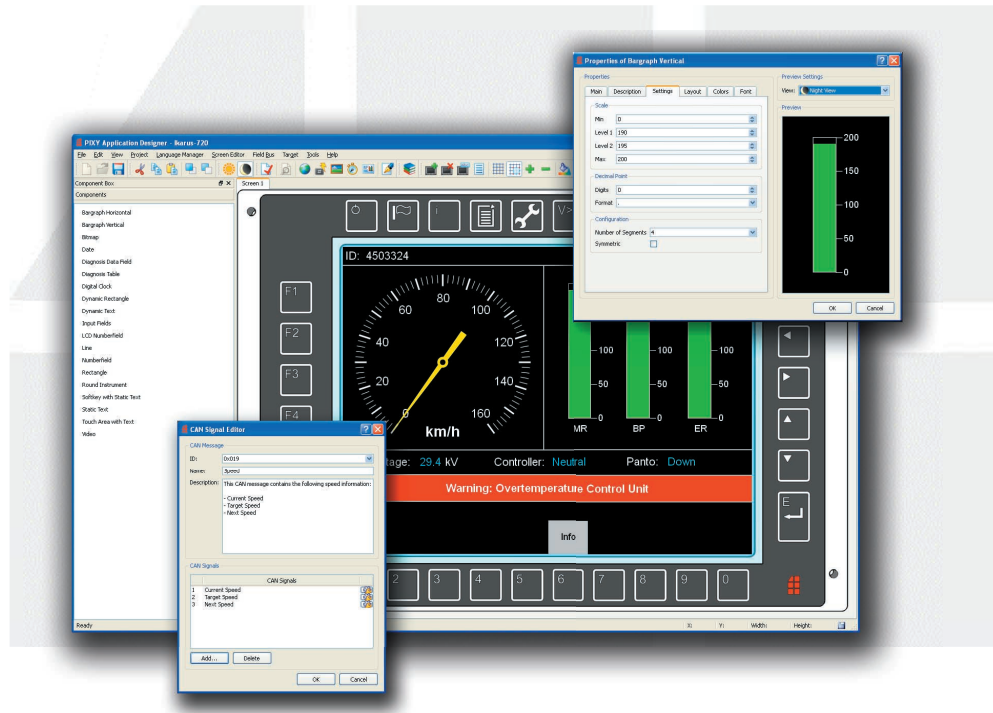 Properties of Bargraph Vertical
Properties
Main Description Settings Layout Colors Font
Scale
Min 0
Level 1 190
Level 2 195
Max 200
Decimal Point
Digits 0
Format .
Configuration
Number of Segments 4
Symmetric
Preview Settings
View: Night View
Preview
200
150
100
50
0
OK Cancel
PIXY Application Designer - Ikarus-720
File Edit View Project Language Manager Screen Editor Field Bus Target Tools Help
Component Box
Screen 1
Components
Bargraph Horizontal
Bargraph Vertical
Bitmap
Date
Diagnosis Data Field
Diagnosis Table
Digital Clock
Dynamic Rectangle
Dynamic Text
Input Fields
LCD Numberfield
Line
Numberfield
Rectangle
Round Instrument
Softkey with Static Text
Static Text
Touch Area with Text
Video
V>
F1
F2
F3
F4
ID: 4503324
0
20
40
60
80
100
120
140
160
km/h
100 100 100
50 50 50
0 0 0
MR BP ER
tage: 29.4 kV Controller: Neutral Panto: Down
Warning: Overtemperature Control Unit
Info
E
2 3 4 5 6 7 8 9 0
Ready
X: Y: Width: Height:
CAN Signal Editor
CAN Message
ID: 0x019
Name: Speed
Description: This CAN message contains the following speed information:
- Current Speed
- Target Speed
- Next Speed
CAN Signals
CAN Signals
1 Current Speed
2 Target Speed
3 Next Speed
Add... Delete
OK Cancel